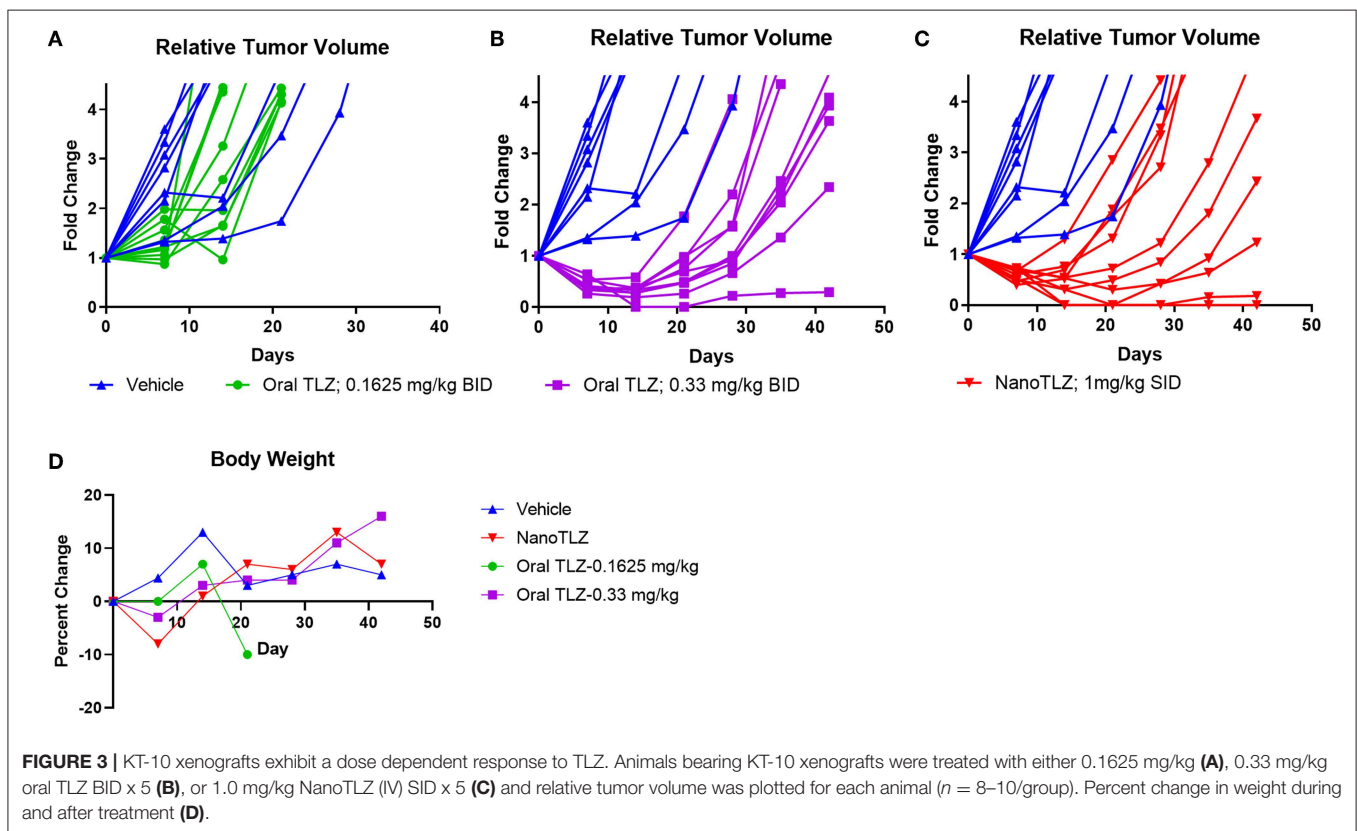 A
Relative Tumor Volume
Fold Change
4
3
2
1
0
0 10 20 30 40
Days
B
Relative Tumor Volume
Fold Change
4
3
2
1
0
0 10 20 30 40 50
Days
C
Relative Tumor Volume
Fold Change
4
3
2
1
0
0 10 20 30 40 50
Days
Vehicle
Oral TLZ; 0.1625 mg/kg BID
Oral TLZ; 0.33 mg/kg BID
NanoTLZ; 1mg/kg SID
D
Body Weight
Percent Change
20
10
0
-10
-20
10 20 30 40 50
Day
Vehicle
NanoTLZ
Oral TLZ-0.1625 mg/kg
Oral TLZ-0.33 mg/kg
FIGURE 3 | KT-10 xenografts exhibit a dose dependent response to TLZ. Animals bearing KT-10 xenografts were treated with either 0.1625 mg/kg (A), 0.33 mg/kg
oral TLZ BID x 5 (B), or 1.0 mg/kg NanoTLZ (IV) SID x 5 (C) and relative tumor volume was plotted for each animal (n = 8–10/group). Percent change in weight during
and after treatment (D).